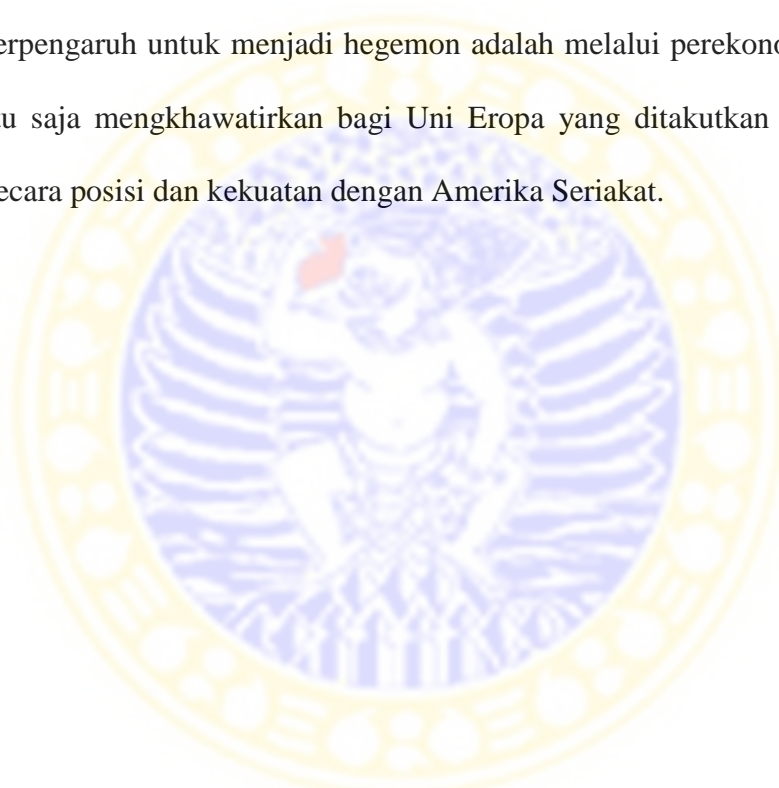 erpengaruh untuk menjadi hegemon adalah melalui perekono
u saja mengkhawatirkan bagi Uni Eropa yang ditakutkan
ecara posisi dan kekuatan dengan Amerika Seriakat.